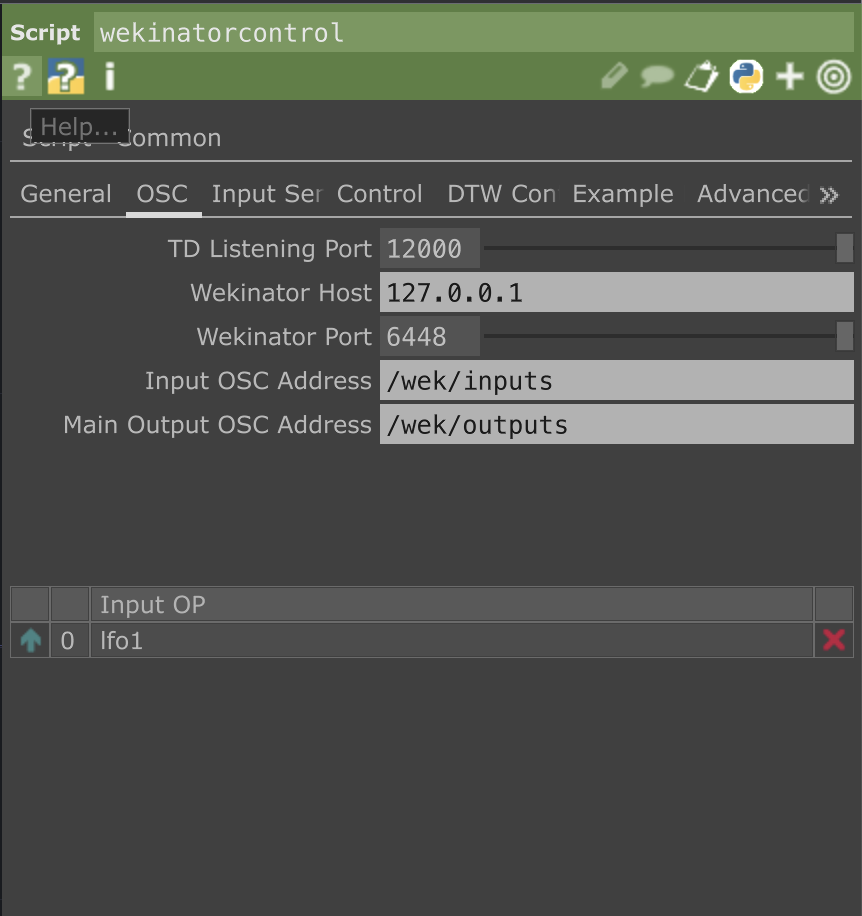 Script wekinatorcontrol
Help...
Common
General OSC Input Ser Control DTW Con Example Advanced
TD Listening Port 12000
Wekinator Host 127.0.0.1
Wekinator Port 6448
Input OSC Address /wek/inputs
Main Output OSC Address /wek/outputs
Input OP
0 lfo1